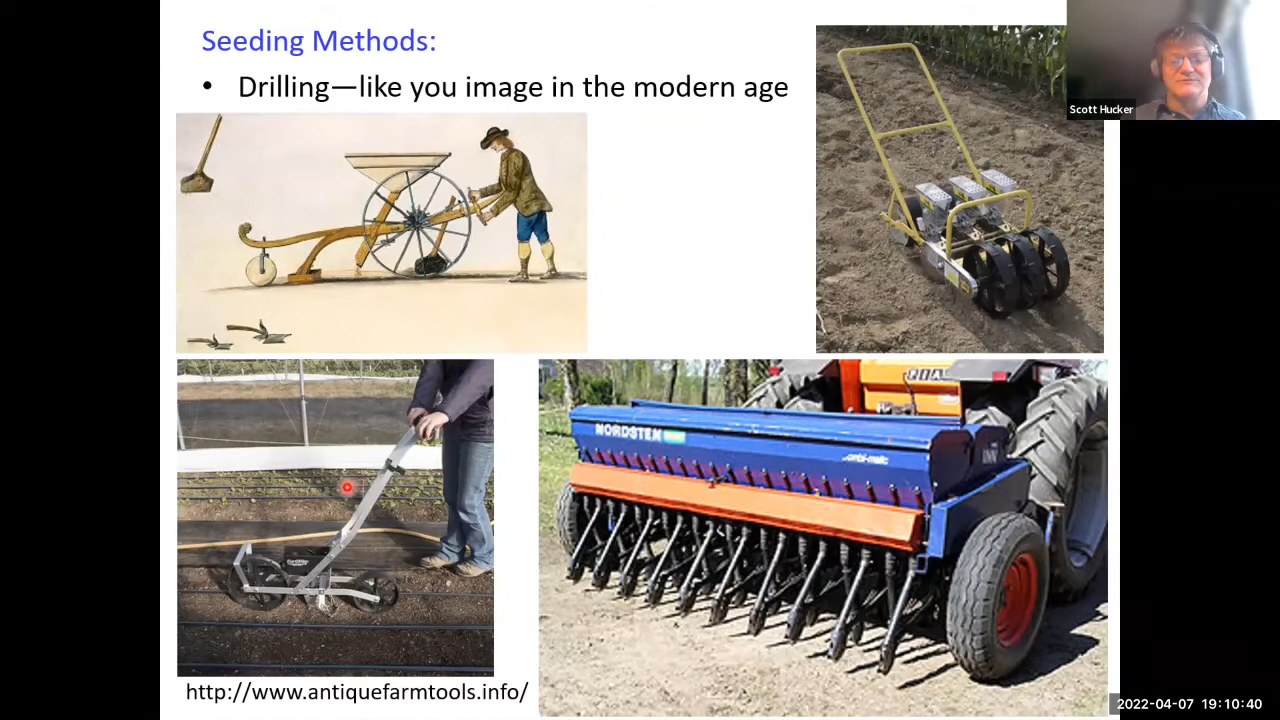 Seeding Methods:
• Drilling—like you image in the modern age
Scott Hucker
NORDSTEN
http://www.antiquefarmtools.info/
2022-04-07 19:10:40